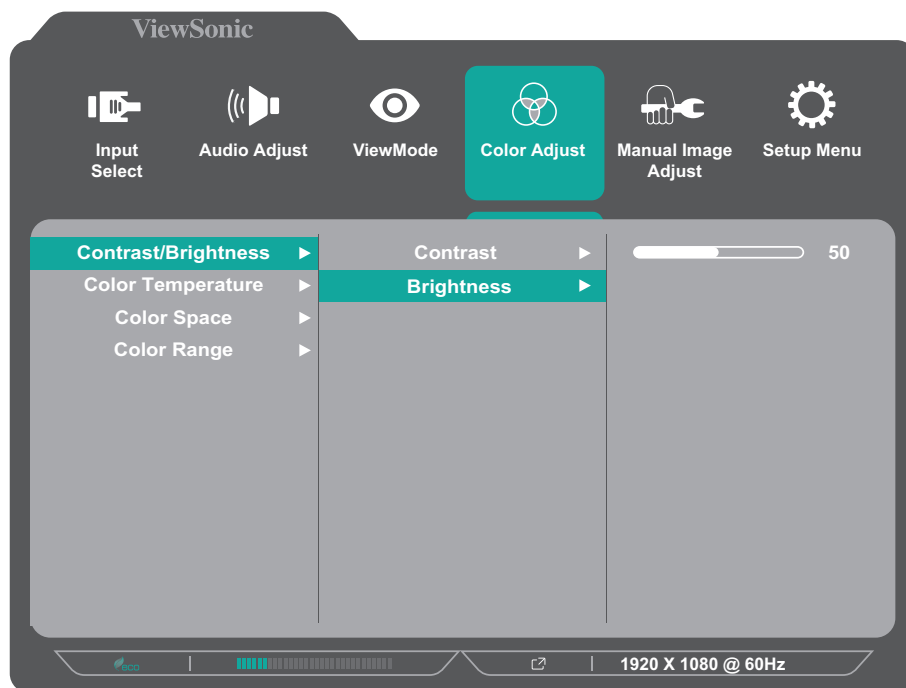 ViewSonic
Input Select
Audio Adjust
ViewMode
Color Adjust
Manual Image Adjust
Setup Menu
Contrast/Brightness
Color Temperature
Color Space
Color Range
Contrast
Brightness
50
eco
1920 X 1080 @ 60Hz